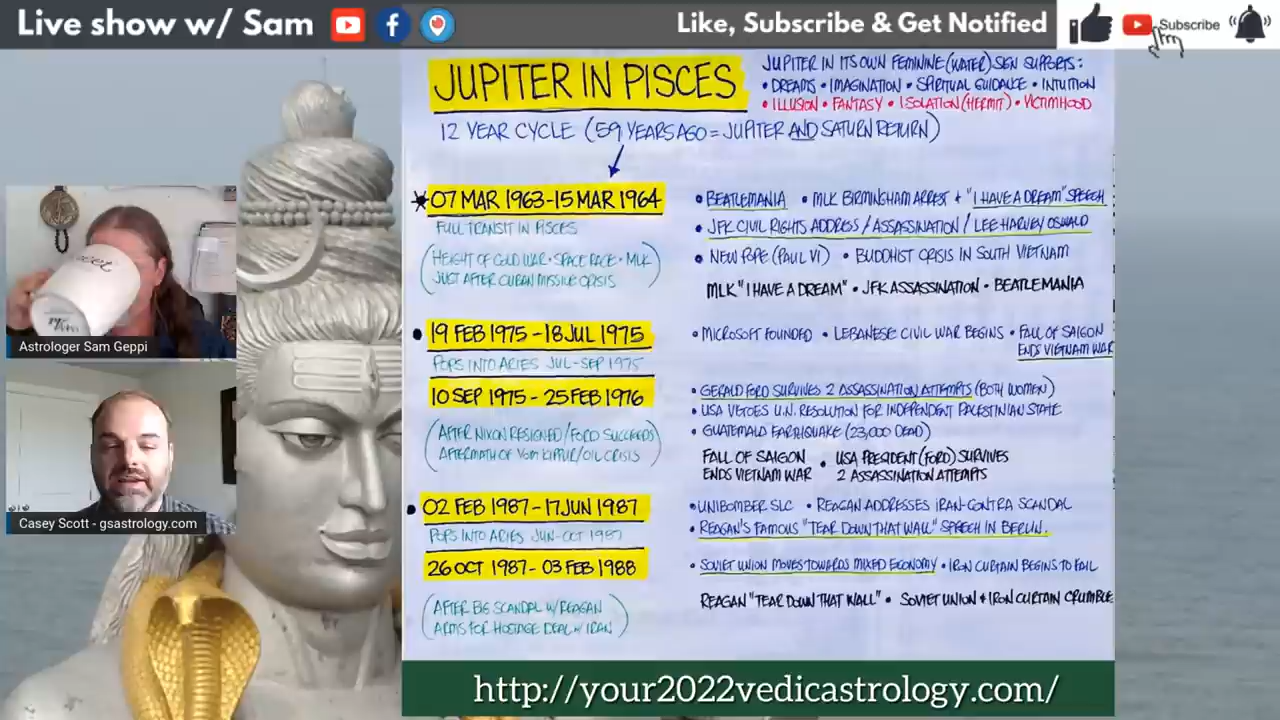 Live show w/ Sam
Like, Subscribe & Get Notified
Subscribe
JUPITER IN PISCES
JUPITER IN ITS OWN FEMININE (WATER) SIGN SUPPORTS:
• DREAMS • IMAGINATION • SPIRITUAL GUIDANCE • INTUITION
• ILLUSION • FANTASY • ISOLATION (HERMIT) • VICTIMHOOD
12 YEAR CYCLE (59 YEARS AGO = JUPITER AND SATURN RETURN)
07 MAR 1963-15 MAR 1964
FULL TRANSIT IN PISCES
(HEIGHT OF COLD WAR • SPACE RACE • MLK
JUST AFTER CUBAN MISSILE CRISIS)
• BEATLEMANIA • MLK BIRMINGHAM ARREST + "I HAVE A DREAM" SPEECH
• JFK CIVIL RIGHTS ADDRESS / ASSASSINATION / LEE HARVEY OSWALD
• NEW POPE (PAUL VI) • BUDDHIST CRISIS IN SOUTH VIETNAM
MLK "I HAVE A DREAM" • JFK ASSASSINATION • BEATLEMANIA
• 19 FEB 1975 - 18 JUL 1975
POPS INTO ARIES JUL-SEP 1975
10 SEP 1975 - 25 FEB 1976
(AFTER NIXON RESIGNED/FORD SUCCEEDS
AFTERMATH OF YOM KIPPUR/OIL CRISIS)
• MICROSOFT FOUNDED • LEBANESE CIVIL WAR BEGINS • FALL OF SAIGON
ENDS VIETNAM WAR
• GERALD FORD SURVIVES 2 ASSASSINATION ATTEMPTS (BOTH WOMEN)
• USA VETOES U.N. RESOLUTION FOR INDEPENDENT PALESTINIAN STATE
• GUATEMALA EARTHQUAKE (23,000 DEAD)
FALL OF SAIGON • USA PRESIDENT (FORD) SURVIVES
ENDS VIETNAM WAR 2 ASSASSINATION ATTEMPTS
• 02 FEB 1987 - 17 JUN 1987
POPS INTO ARIES JUN-OCT 1987
26 OCT 1987 - 03 FEB 1988
(AFTER BIG SCANDAL W/REAGAN
ARMS FOR HOSTAGE DEAL W/ IRAN)
• UNIBOMBER SLC • REAGAN ADDRESSES IRAN-CONTRA SCANDAL
• REAGAN'S FAMOUS "TEAR DOWN THAT WALL" SPEECH IN BERLIN.
• SOVIET UNION MOVES TOWARDS MIXED ECONOMY • IRON CURTAIN BEGINS TO FAIL
REAGAN "TEAR DOWN THAT WALL" • SOVIET UNION + IRON CURTAIN CRUMBLE
Astrologer Sam Geppi
Casey Scott - gsastrology.com
http://your2022vedicastrology.com/